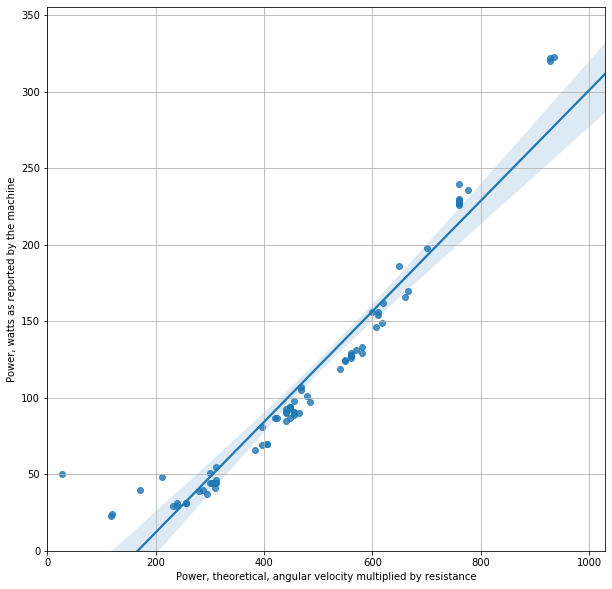 350
300
250
200
150
100
50
0
Power, watts as reported by the machine
0 200 400 600 800 1000
Power, theoretical, angular velocity multiplied by resistance